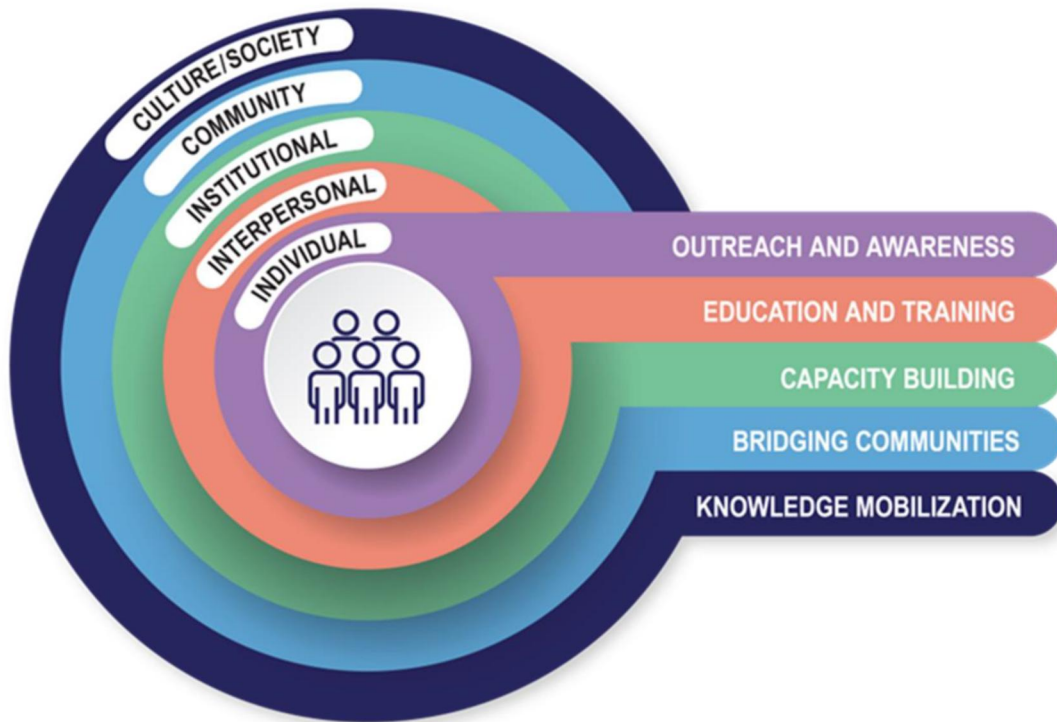 CULTURE/SOCIETY
COMMUNITY
INSTITUTIONAL
INTERPERSONAL
INDIVIDUAL
OUTREACH AND AWARENESS
EDUCATION AND TRAINING
CAPACITY BUILDING
BRIDGING COMMUNITIES
KNOWLEDGE MOBILIZATION